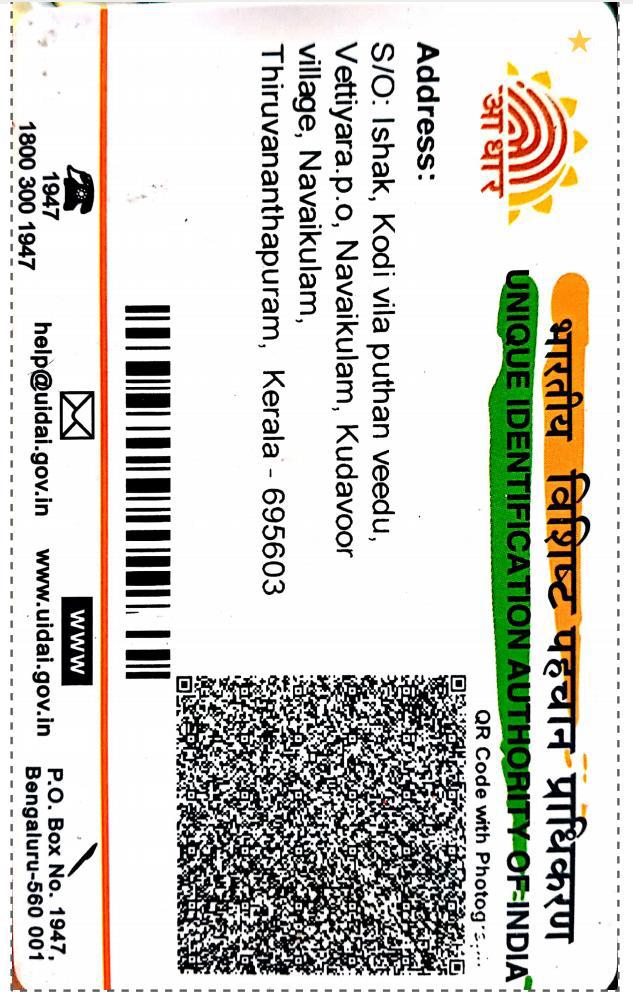 आधार
भारतीय विशिष्ट पहचान प्राधिकरण
UNIQUE IDENTIFICATION AUTHORITY OF INDIA
QR Code with
Address:
S/O: Ishak, Kodi vila puthan veedu,
Vettiyara.p.o, Navaikulam, Kudavoor
village, Navaikulam,
Thiruvananthapuram, Kerala - 695603
1947
1800 300 1947
help@uidai.gov.in
www
www.uidai.gov.in
P.O. Box No. 1947,
Bengaluru-560 001